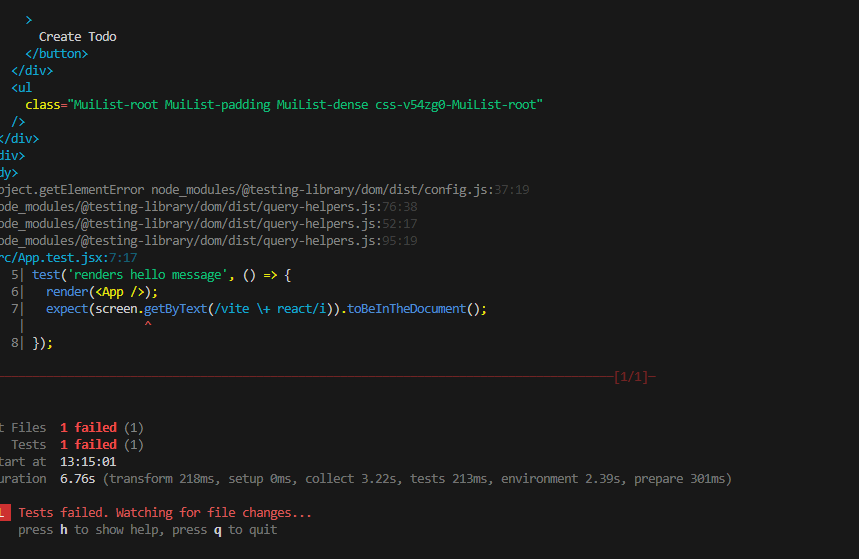 >
Create Todo
</button>
</div>
<ul
class="MuiList-root MuiList-padding MuiList-dense css-v54zg0-MuiList-root"
/>
</div>
div>
dy>
bject.getElementError node_modules/@testing-library/dom/dist/config.js:37:19
ode_modules/@testing-library/dom/dist/query-helpers.js:76:38
ode_modules/@testing-library/dom/dist/query-helpers.js:52:17
ode_modules/@testing-library/dom/dist/query-helpers.js:95:19
rc/App.test.jsx:7:17
5| test('renders hello message', () => {
6| render(<App />);
7| expect(screen.getByText(/vite \+ react/i)).toBeInTheDocument();
| ^
8| });
[1/1]
t Files 1 failed (1)
Tests 1 failed (1)
tart at 13:15:01
uration 6.76s (transform 218ms, setup 0ms, collect 3.22s, tests 213ms, environment 2.39s, prepare 301ms)
L Tests failed. Watching for file changes...
press h to show help, press q to quit